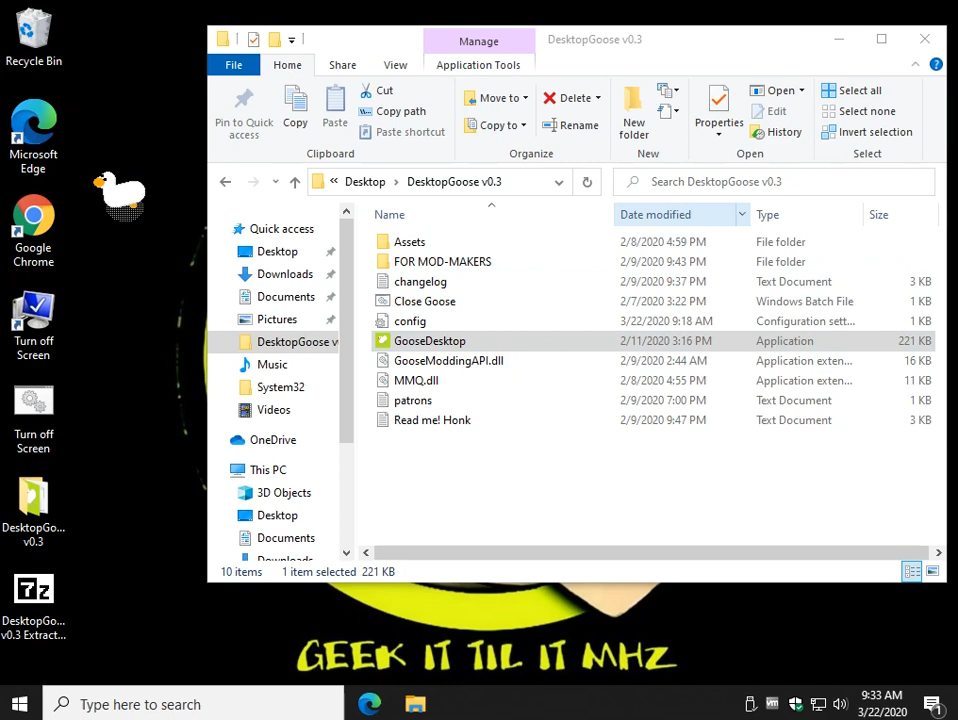 Recycle Bin
Microsoft
Edge
Google
Chrome
Turn off
Screen
Turn off
Screen
DesktopGo...
v0.3
7z
DesktopGo...
v0.3 Extract...
Manage
DesktopGoose v0.3
File
Home
Share
View
Application Tools
Pin to Quick
access
Copy
Paste
Cut
Copy path
Paste shortcut
Clipboard
Move to
Copy to
Delete
Rename
Organize
New
folder
New
Properties
Open
Edit
History
Open
Select all
Select none
Invert selection
Select
« Desktop › DesktopGoose v0.3
Search DesktopGoose v0.3
Quick access
Desktop
Downloads
Documents
Pictures
DesktopGoose v
Music
System32
Videos
OneDrive
This PC
3D Objects
Desktop
Documents
Downloads
Name Date modified Type Size
Assets 2/8/2020 4:59 PM File folder
FOR MOD-MAKERS 2/9/2020 9:43 PM File folder
changelog 2/9/2020 9:37 PM Text Document 3 KB
Close Goose 2/7/2020 3:22 PM Windows Batch File 1 KB
config 3/22/2020 9:18 AM Configuration sett... 1 KB
GooseDesktop 2/11/2020 3:16 PM Application 221 KB
GooseModdingAPI.dll 2/9/2020 2:44 AM Application exten... 16 KB
MMQ.dll 2/8/2020 4:55 PM Application exten... 11 KB
patrons 2/9/2020 7:00 PM Text Document 1 KB
Read me! Honk 2/9/2020 9:47 PM Text Document 3 KB
10 items 1 item selected 221 KB
GEEK IT TIL IT MHZ
Type here to search
vm
9:33 AM
3/22/2020
1